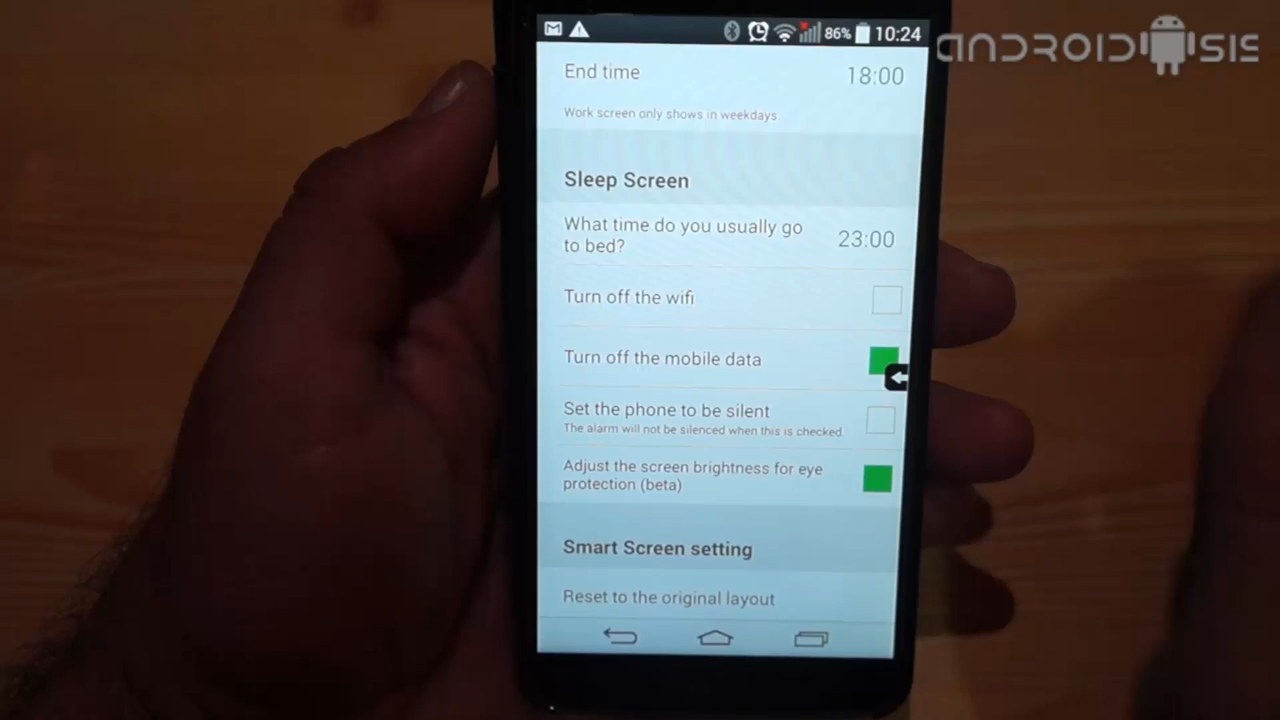 86% 10:24
ANDROIDSIS
End time 18:00
Work screen only shows in weekdays.
Sleep Screen
What time do you usually go
to bed? 23:00
Turn off the wifi
Turn off the mobile data
Set the phone to be silent
The alarm will not be silenced when this is checked.
Adjust the screen brightness for eye
protection (beta)
Smart Screen setting
Reset to the original layout